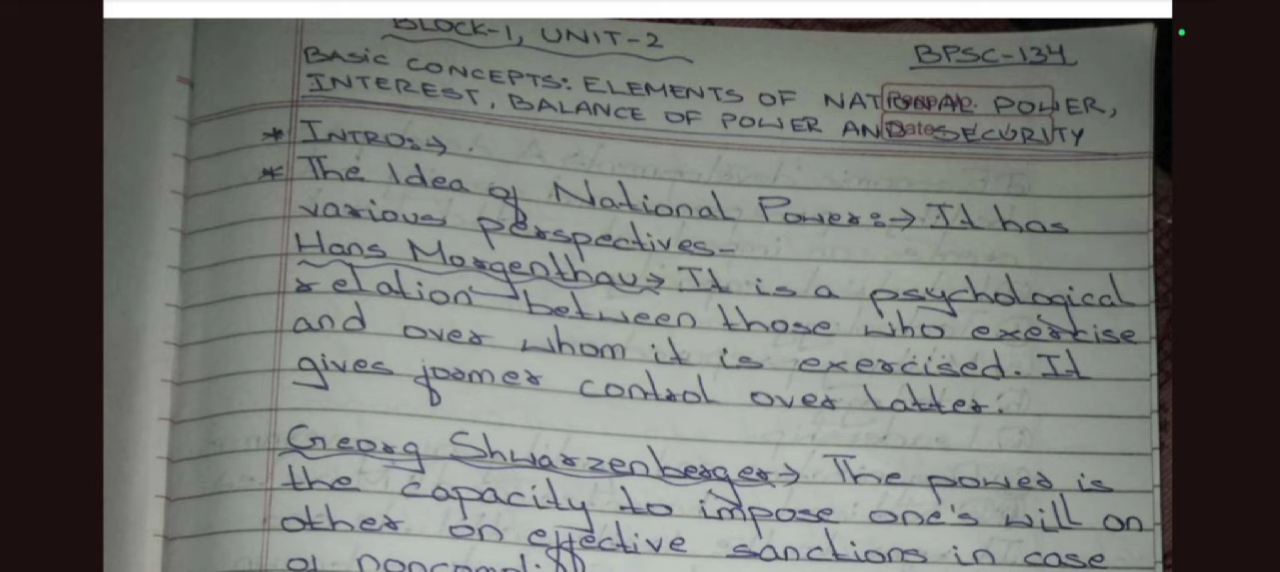 BLOCK-1, UNIT-2
BPSC-134
BASIC CONCEPTS: ELEMENTS OF NATIONAL POWER,
INTEREST, BALANCE OF POWER AND SECURITY
* INTRO:→
* The Idea of National Power:→ It has
various perspectives-
Hans Morgenthau→ It is a psychological
relation between those who exercise
and over whom it is exercised. It
gives former control over latter.
Georg Shwarzenberger→ The power is
the capacity to impose one's will on
other on effective sanctions in case
of